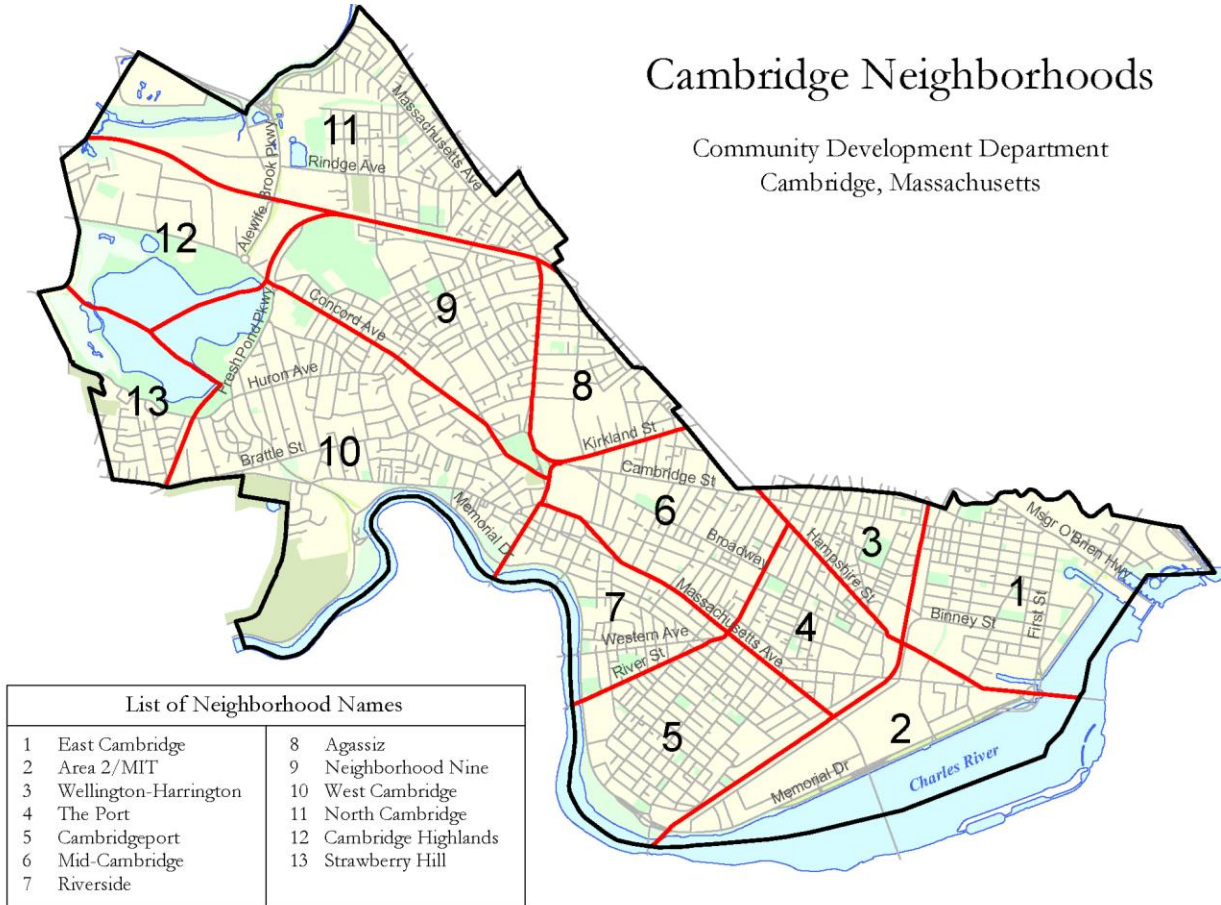 Cambridge Neighborhoods
Community Development Department
Cambridge, Massachusetts
11
Massachusetts Ave
Rindge Ave
Alewife Brook Pkwy
12
9
Concord Ave
Fresh Pond Pkwy
Huron Ave
8
13
Brattle St
10
Kirkland St
Cambridge St
Memorial Dr
6
Broadway
Hampshire St
3
Msgr O'Brien Hwy
1
First St
Binney St
7
Western Ave
River St
Massachusetts Ave
4
5
2
Memorial Dr
Charles River
List of Neighborhood Names
1 East Cambridge
2 Area 2/MIT
3 Wellington-Harrington
4 The Port
5 Cambridgeport
6 Mid-Cambridge
7 Riverside
8 Agassiz
9 Neighborhood Nine
10 West Cambridge
11 North Cambridge
12 Cambridge Highlands
13 Strawberry Hill